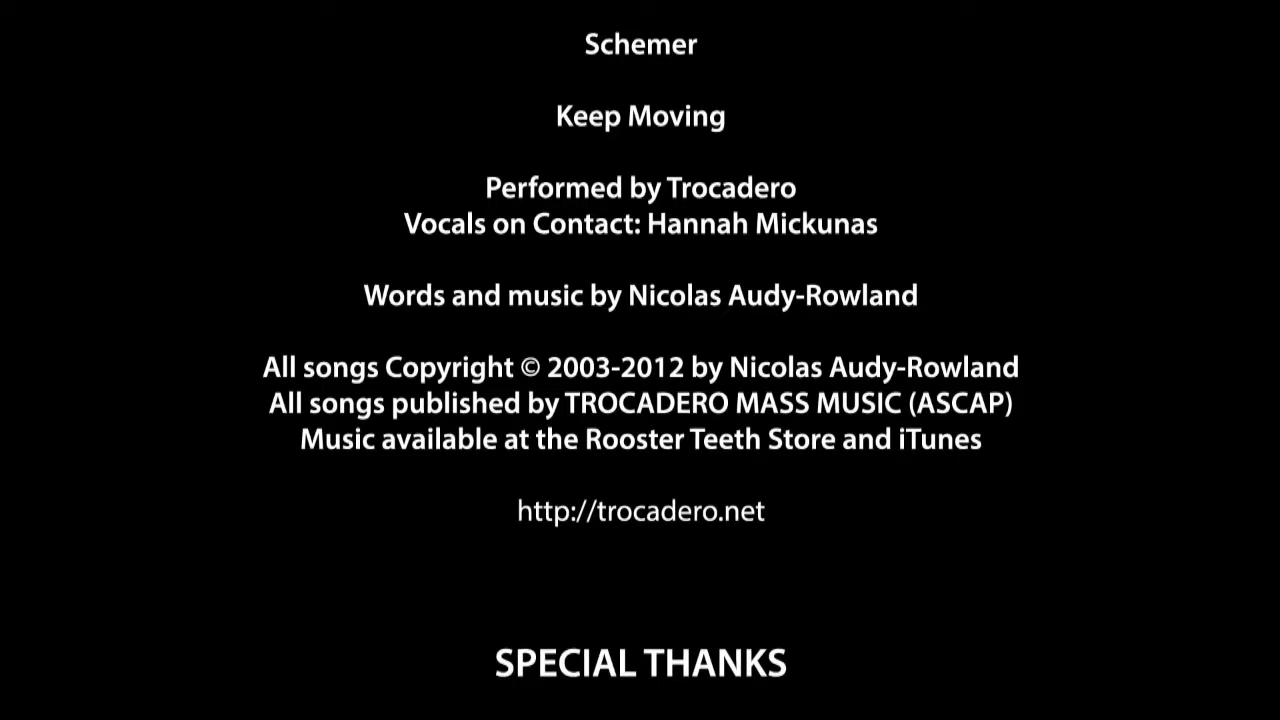 Schemer
Keep Moving
Performed by Trocadero
Vocals on Contact: Hannah Mickunas
Words and music by Nicolas Audy-Rowland
All songs Copyright © 2003-2012 by Nicolas Audy-Rowland
All songs published by TROCADERO MASS MUSIC (ASCAP)
Music available at the Rooster Teeth Store and iTunes
http://trocadero.net
SPECIAL THANKS